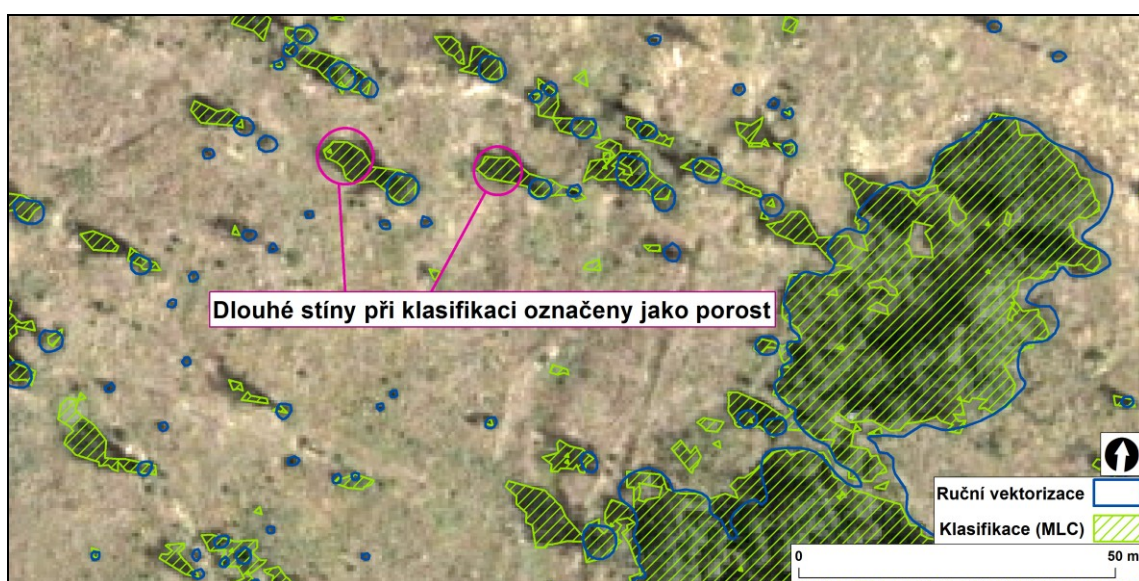 Dlouhé stíny při klasifikaci označeny jako porost
Ruční vektorizace
Klasifikace (MLC)
0 50 m